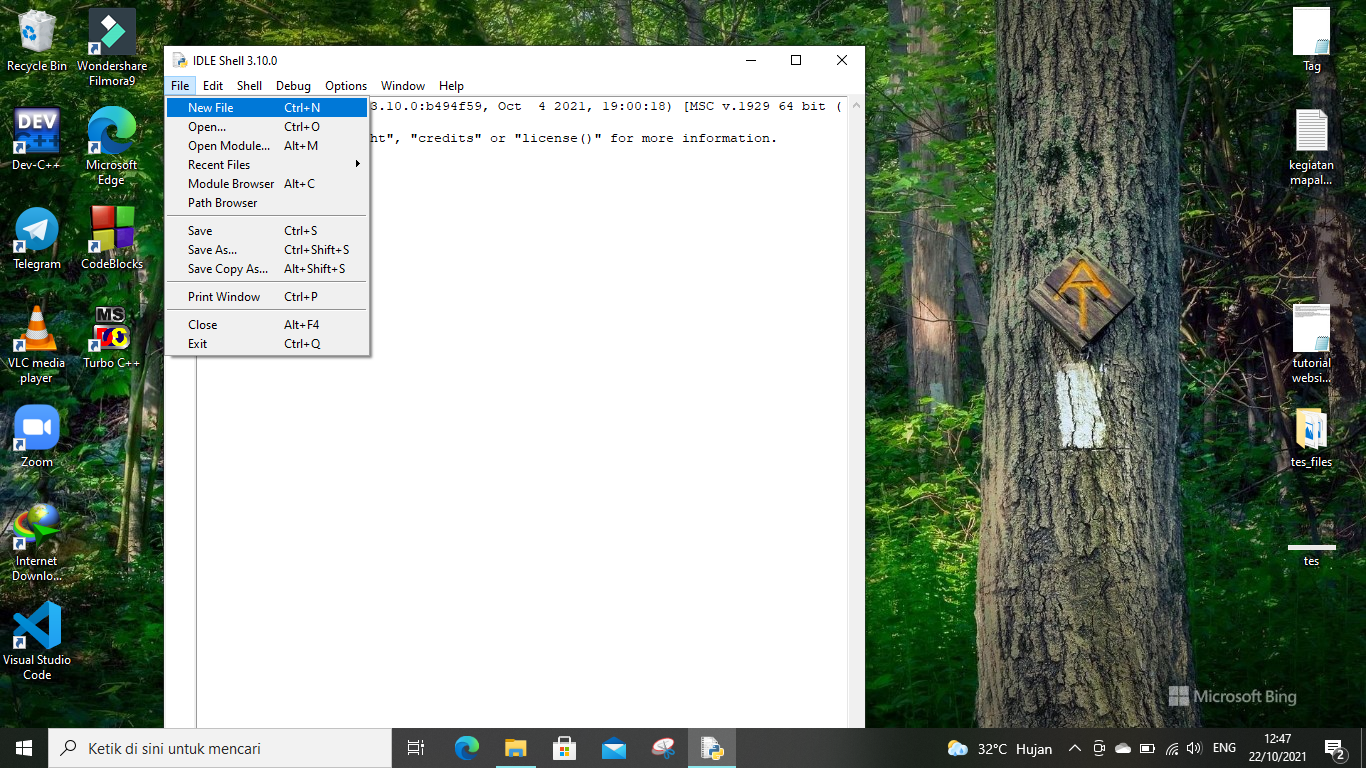 Recycle Bin
Wondershare
Filmora9
DEV
Dev-C++
Microsoft
Edge
Telegram
CodeBlocks
VLC media
player
MS
Turbo C++
Zoom
Internet
Downlo...
Visual Studio
Code
IDLE Shell 3.10.0
File Edit Shell Debug Options Window Help
3.10.0:b494f59, Oct  4 2021, 19:00:18) [MSC v.1929 64 bit (
ht", "credits" or "license()" for more information.
New File Ctrl+N
Open... Ctrl+O
Open Module... Alt+M
Recent Files
Module Browser Alt+C
Path Browser
Save Ctrl+S
Save As... Ctrl+Shift+S
Save Copy As... Alt+Shift+S
Print Window Ctrl+P
Close Alt+F4
Exit Ctrl+Q
Tag
kegiatan
mapal...
tutorial
websi...
tes_files
tes
Microsoft Bing
Ketik di sini untuk mencari
32°C Hujan
ENG
12:47
22/10/2021
2